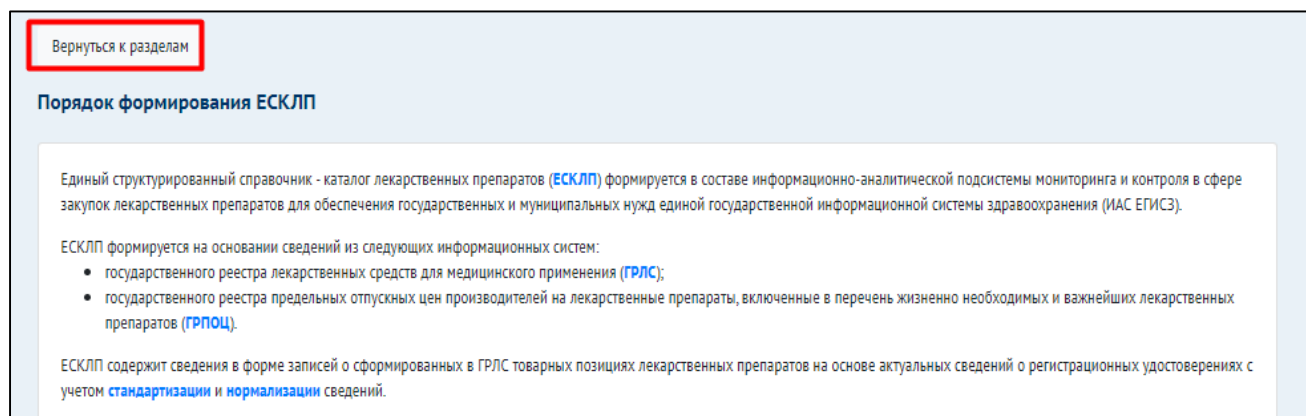 Вернуться к разделам
Порядок формирования ЕСКЛП
Единый структурированный справочник - каталог лекарственных препаратов (ЕСКЛП) формируется в составе информационно-аналитической подсистемы мониторинга и контроля в сфере
закупок лекарственных препаратов для обеспечения государственных и муниципальных нужд единой государственной информационной системы здравоохранения (ИАС ЕГИСЗ).
ЕСКЛП формируется на основании сведений из следующих информационных систем:
• государственного реестра лекарственных средств для медицинского применения (ГРЛС);
• государственного реестра предельных отпускных цен производителей на лекарственные препараты, включенные в перечень жизненно необходимых и важнейших лекарственных
препаратов (ГРПОЦ).
ЕСКЛП содержит сведения в форме записей о сформированных в ГРЛС товарных позициях лекарственных препаратов на основе актуальных сведений о регистрационных удостоверениях с
учетом стандартизации и нормализации сведений.